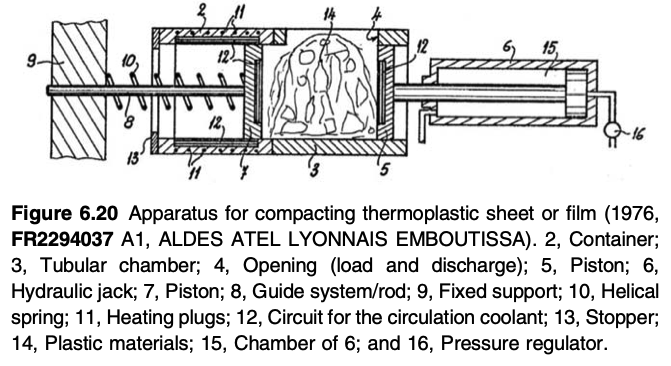 2 11 14 4
9 10 12 12 6 15
8 12
13 11 7 3 5 16
Figure 6.20 Apparatus for compacting thermoplastic sheet or film (1976,
FR2294037 A1, ALDES ATEL LYONNAIS EMBOUTISSA). 2, Container;
3, Tubular chamber; 4, Opening (load and discharge); 5, Piston; 6,
Hydraulic jack; 7, Piston; 8, Guide system/rod; 9, Fixed support; 10, Helical
spring; 11, Heating plugs; 12, Circuit for the circulation coolant; 13, Stopper;
14, Plastic materials; 15, Chamber of 6; and 16, Pressure regulator.